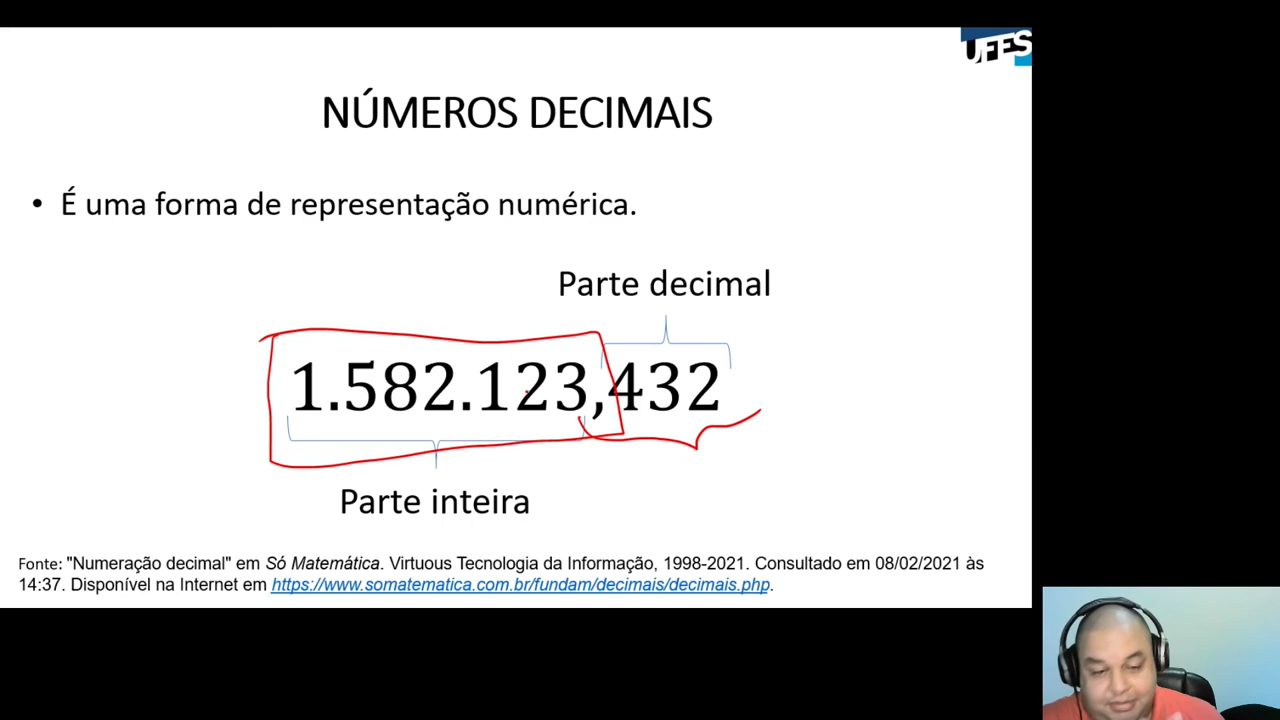 UFES
NÚMEROS DECIMAIS
• É uma forma de representação numérica.
Parte decimal
1.582.123,432
Parte inteira
Fonte: "Numeração decimal" em Só Matemática. Virtuous Tecnologia da Informação, 1998-2021. Consultado em 08/02/2021 às
14:37. Disponível na Internet em https://www.somatematica.com.br/fundam/decimais/decimais.php.